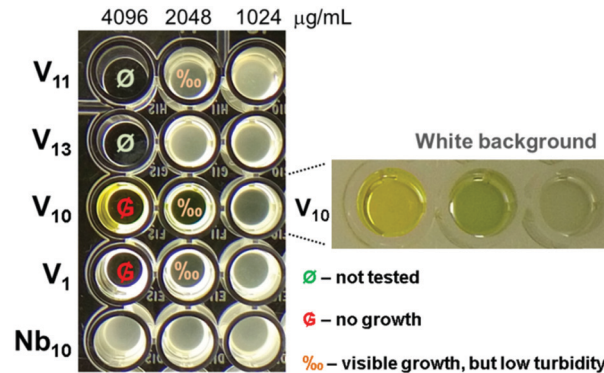 4096 2048 1024 µg/mL
V11 Ø ‰
V13 Ø
White background
V10 ₲ ‰
V10
V1 ₲ ‰
Nb10
Ø – not tested
₲ – no growth
‰ – visible growth, but low turbidity